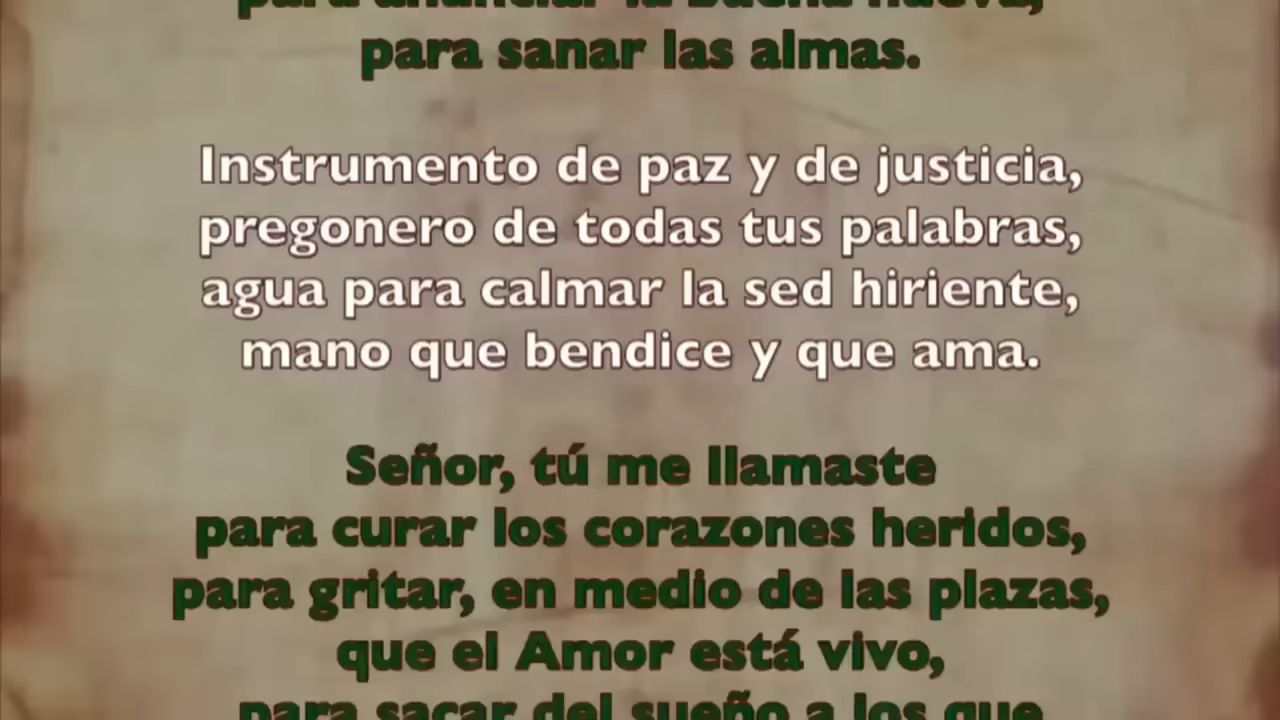 para anunciar la buena nueva,
para sanar las almas.
Instrumento de paz y de justicia,
pregonero de todas tus palabras,
agua para calmar la sed hiriente,
mano que bendice y que ama.
Señor, tú me llamaste
para curar los corazones heridos,
para gritar, en medio de las plazas,
que el Amor está vivo,
para sacar del sueño a los que